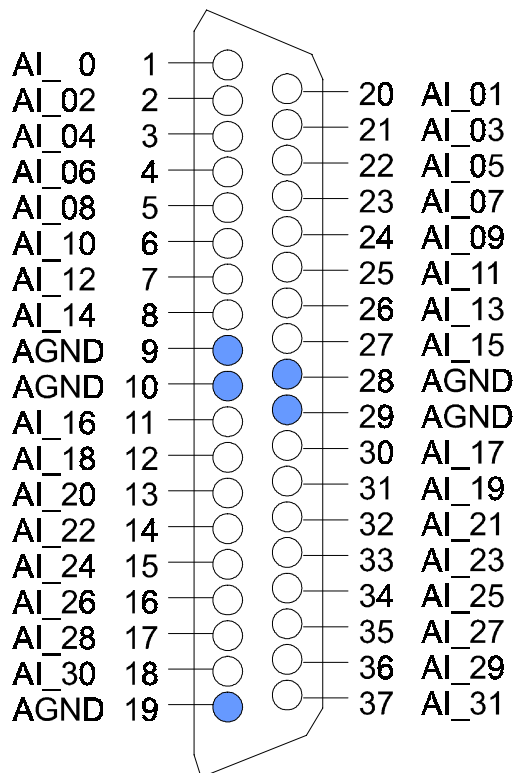 AI_ 0 1
AI_02 2 20 AI_01
AI_04 3 21 AI_03
AI_06 4 22 AI_05
AI_08 5 23 AI_07
AI_10 6 24 AI_09
AI_12 7 25 AI_11
AI_14 8 26 AI_13
AGND 9 27 AI_15
AGND 10 28 AGND
AI_16 11 29 AGND
AI_18 12 30 AI_17
AI_20 13 31 AI_19
AI_22 14 32 AI_21
AI_24 15 33 AI_23
AI_26 16 34 AI_25
AI_28 17 35 AI_27
AI_30 18 36 AI_29
AGND 19 37 AI_31